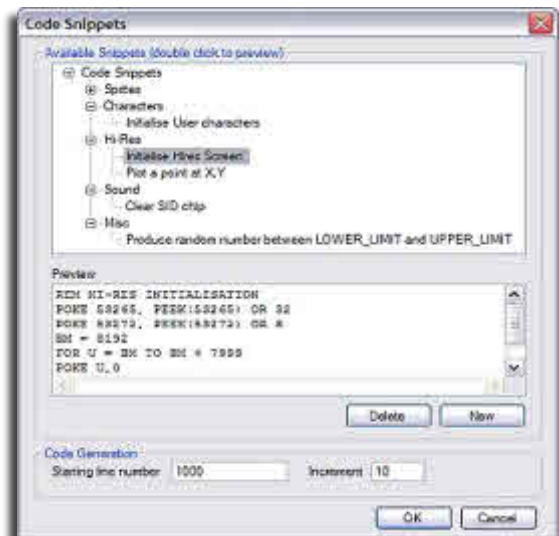 Code Snippets
Available Snippets (double click to preview)
Code Snippets
Sprites
Characters
Initialise User characters
Hi-Res
Initialise Hires Screen
Plot a point at X,Y
Sound
Clear SID chip
Misc
Produce random number between LOWER_LIMIT and UPPER_LIMIT
Preview
REM HI-RES INITIALISATION
POKE 53265, PEEK(53265) OR 32
POKE 53272, PEEK(53272) OR 8
BM = 8192
FOR U = BM TO BM + 7999
POKE U,0
Delete New
Code Generation
Starting line number 1000 Increment 10
OK Cancel